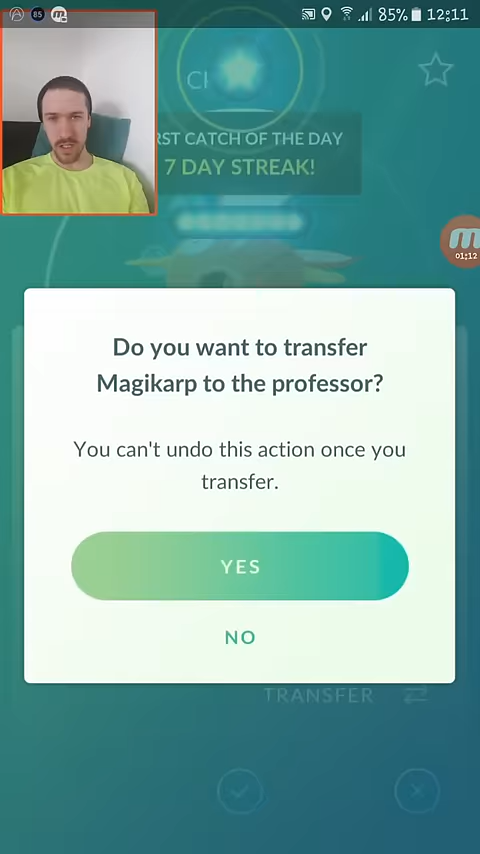 85
85%
12:11
RST CATCH OF THE DAY
7 DAY STREAK!
01:12
Do you want to transfer
Magikarp to the professor?
You can't undo this action once you
transfer.
YES
NO
TRANSFER